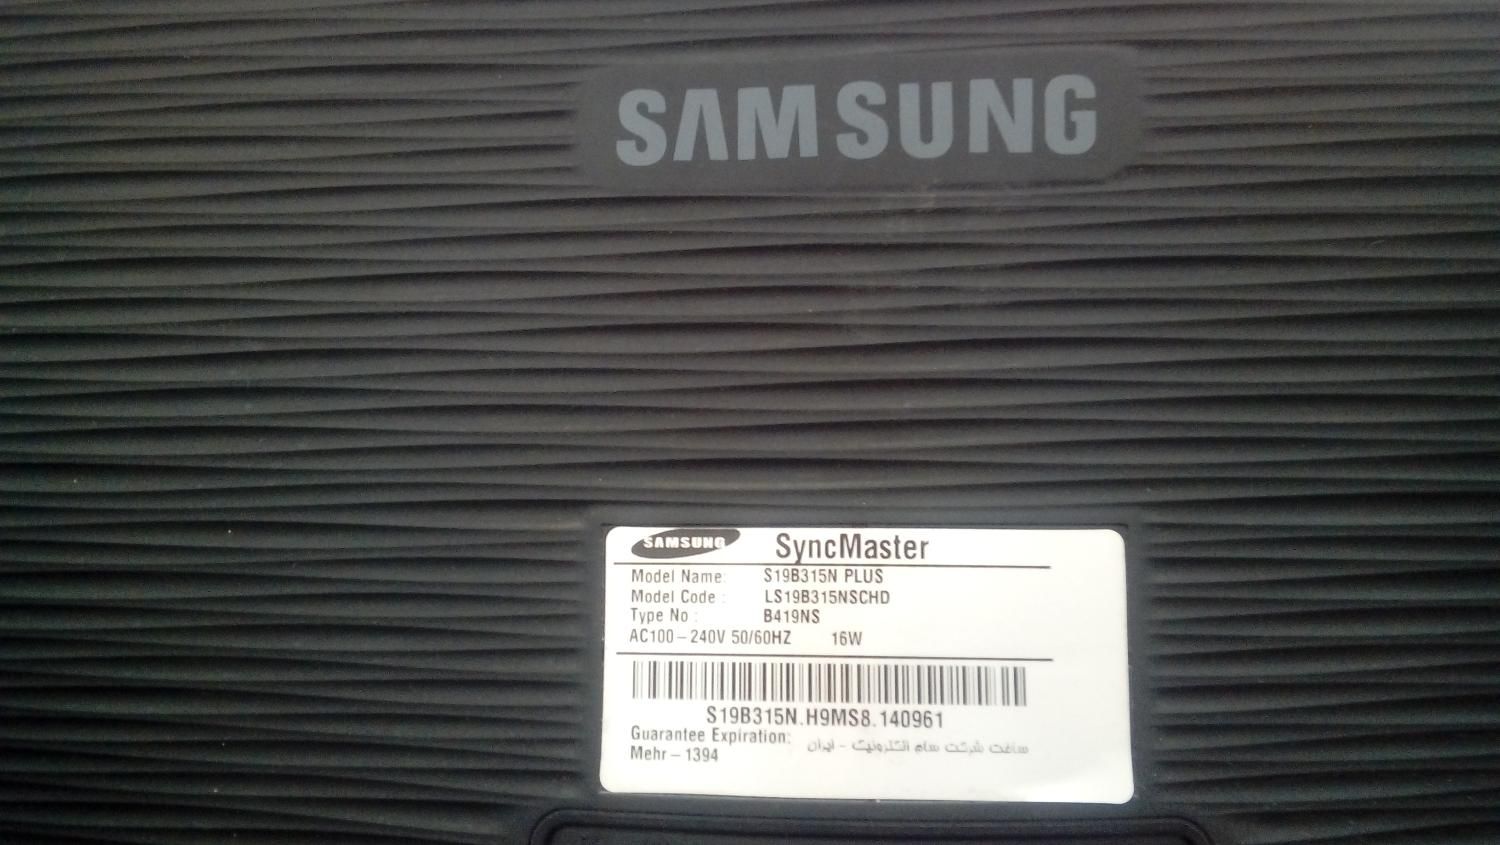 SAMSUNG
SAMSUNG SyncMaster
Model Name: S19B315N PLUS
Model Code : LS19B315NSCHD
Type No : B419NS
AC100-240V 50/60HZ 16W
S19B315N.H9MS8.140961
Guarantee Expiration:
Mehr-1394
ساخت شرکت سام الکترونیک - ایران